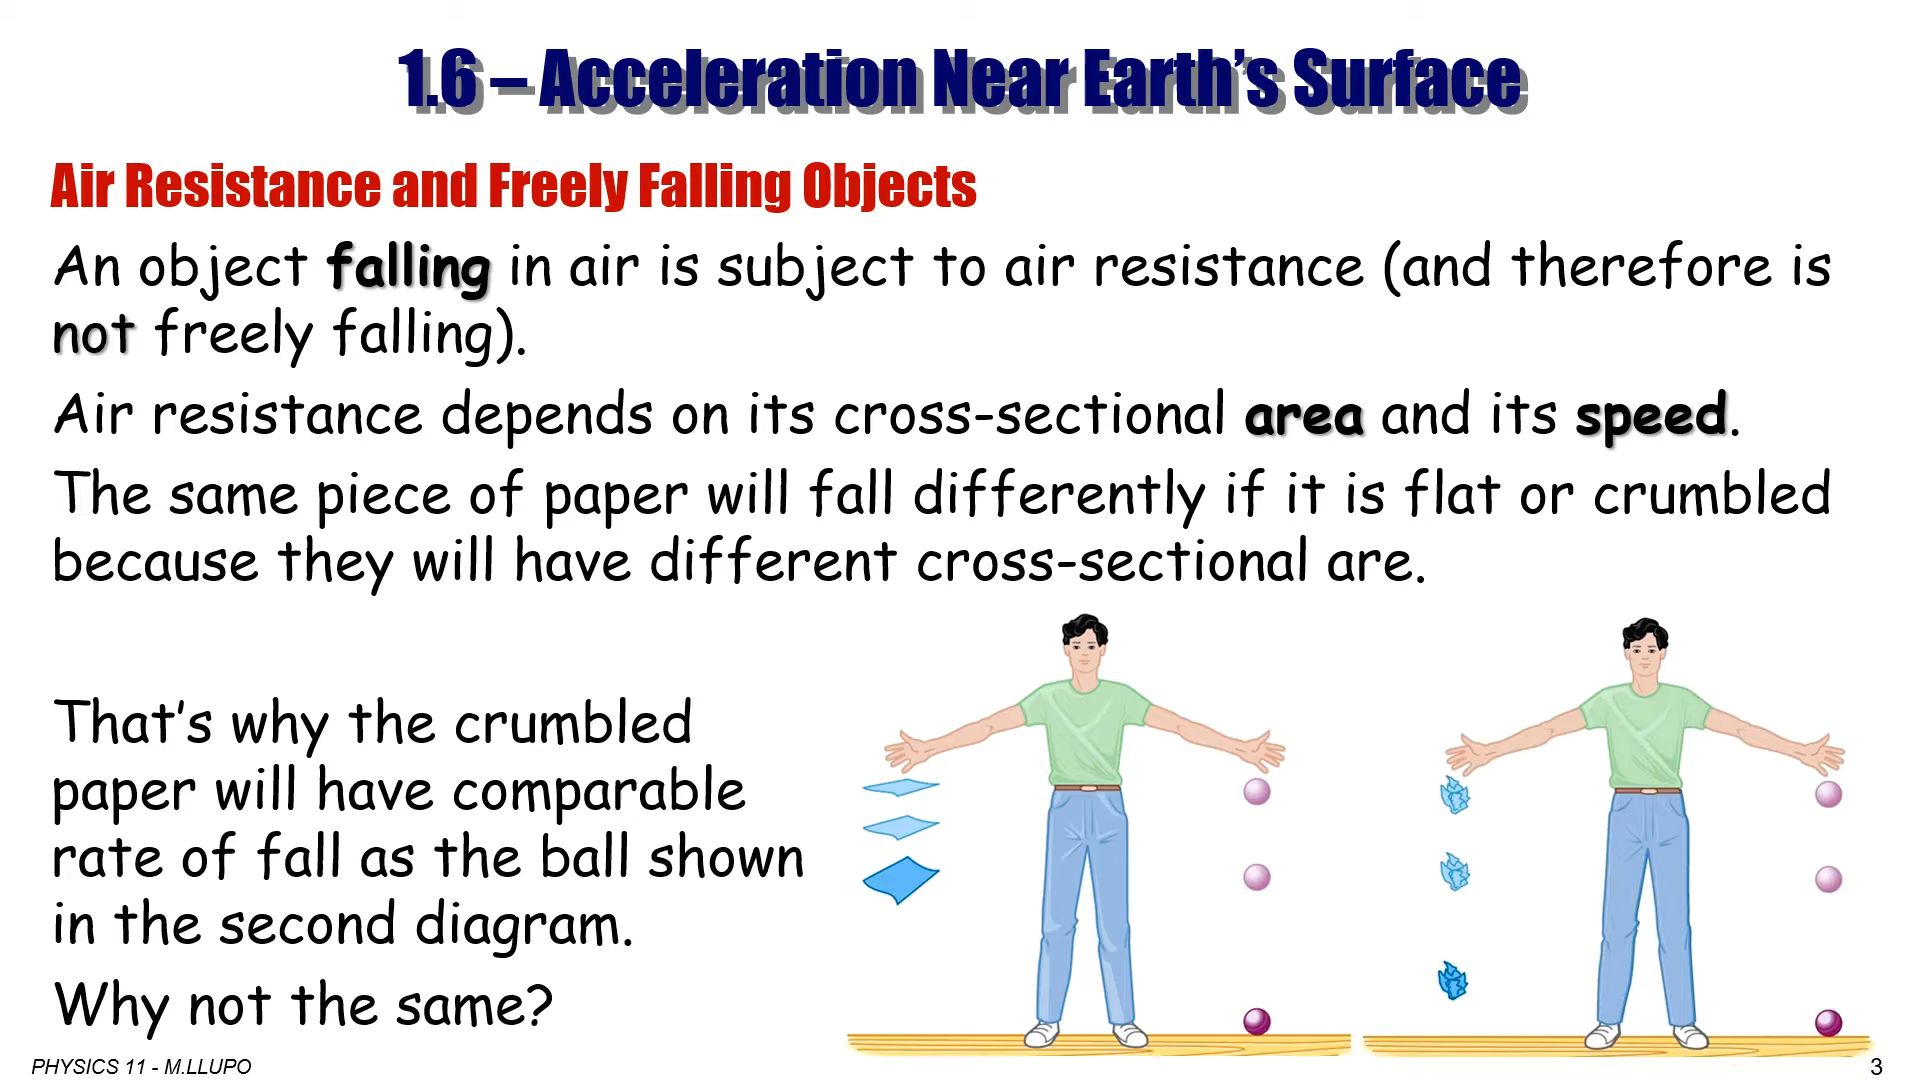 1.6 – Acceleration Near Earth’s Surface
Air Resistance and Freely Falling Objects
An object falling in air is subject to air resistance (and therefore is
not freely falling).
Air resistance depends on its cross-sectional area and its speed.
The same piece of paper will fall differently if it is flat or crumbled
because they will have different cross-sectional are.
That’s why the crumbled
paper will have comparable
rate of fall as the ball shown
in the second diagram.
Why not the same?
PHYSICS 11 - M.LLUPO
3